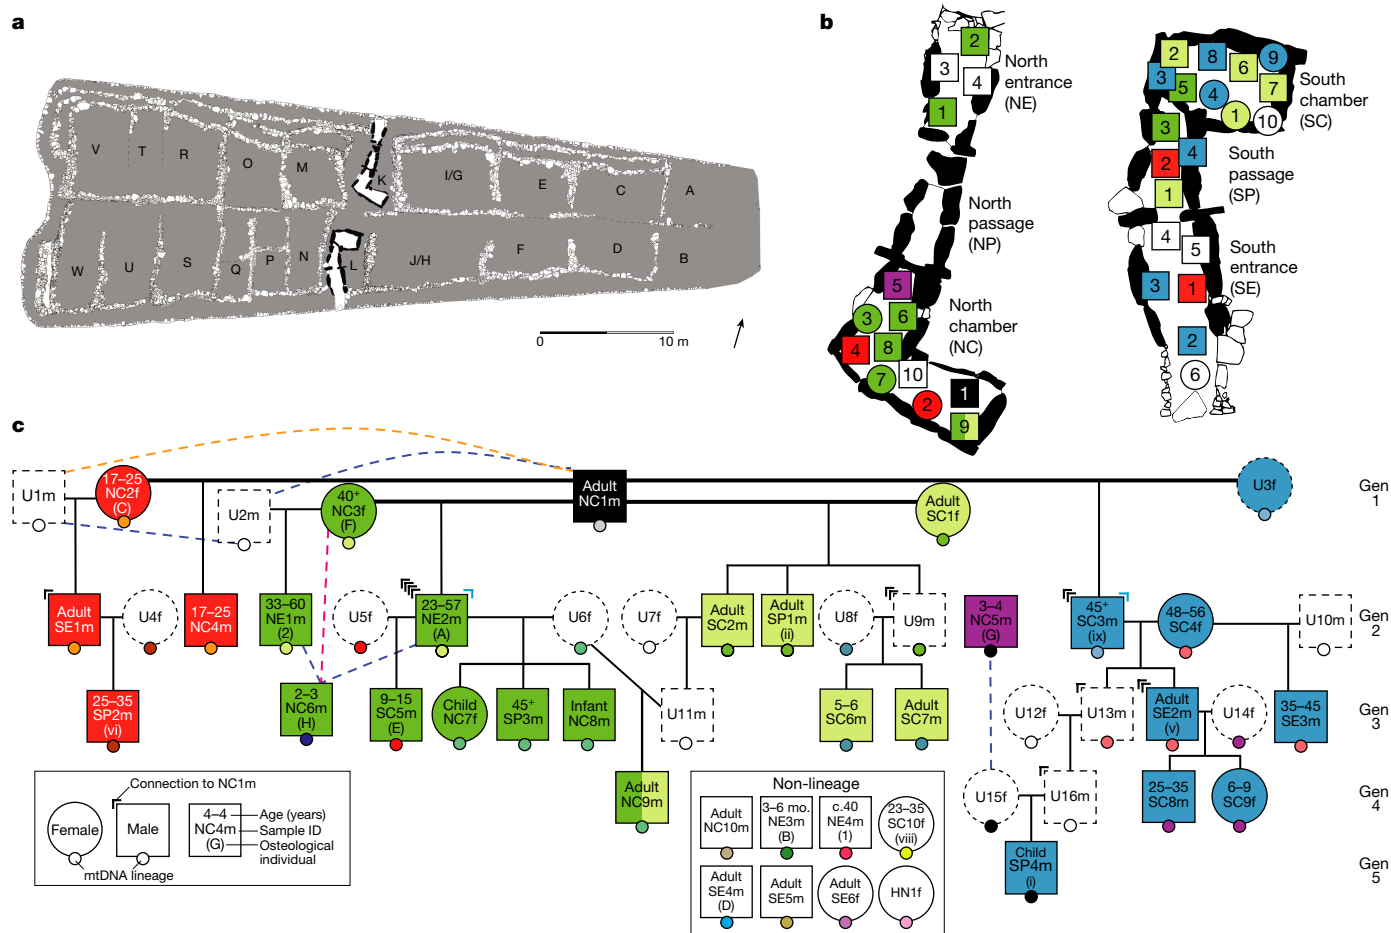 a
V
T
R
O
M
K
I/G
E
C
A
W
U
S
Q
P
N
L
J/H
F
D
B
0
10 m
b
2
3
4
1
North
entrance
(NE)
North
passage
(NP)
5
3
6
4
8
7
10
2
1
9
North
chamber
(NC)
2
8
9
3
6
5
4
7
1
10
South
chamber
(SC)
3
4
2
1
South
passage
(SP)
4
5
3
1
2
6
South
entrance
(SE)
c
U1m
17–25
NC2f
(C)
U2m
40+
NC3f
(F)
Adult
NC1m
Adult
SC1f
U3f
Gen
1
Adult
SE1m
U4f
17–25
NC4m
33–60
NE1m
(2)
U5f
23–57
NE2m
(A)
U6f
U7f
Adult
SC2m
Adult
SP1m
(ii)
U8f
U9m
3–4
NC5m
(G)
45+
SC3m
(ix)
48–56
SC4f
U10m
Gen
2
25–35
SP2m
(vi)
2–3
NC6m
(H)
9–15
SC5m
(E)
Child
NC7f
45+
SP3m
Infant
NC8m
U11m
5–6
SC6m
Adult
SC7m
U12f
U13m
Adult
SE2m
(v)
U14f
35–45
SE3m
Gen
3
Adult
NC9m
U15f
U16m
25–35
SC8m
6–9
SC9f
Gen
4
Child
SP4m
(i)
Gen
5
Connection to NC1m
Female
Male
4–4
NC4m
(G)
Age (years)
Sample ID
Osteological
individual
mtDNA lineage
Non-lineage
Adult
NC10m
3–6 mo.
NE3m
(B)
c.40
NE4m
(1)
23–35
SC10f
(viii)
Adult
SE4m
(D)
Adult
SE5m
Adult
SE6f
HN1f